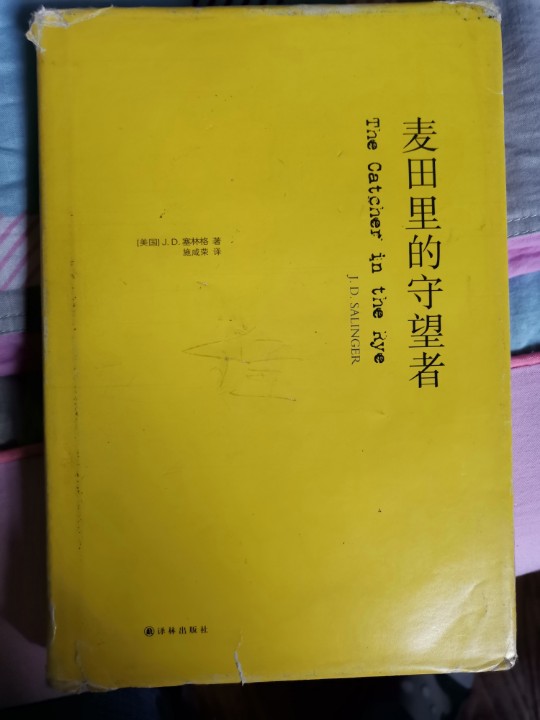 麦田里的守望者
The Catcher in the Rye
J. D. SALINGER
[美国] J. D. 塞林格 著
施咸荣 译
译林出版社